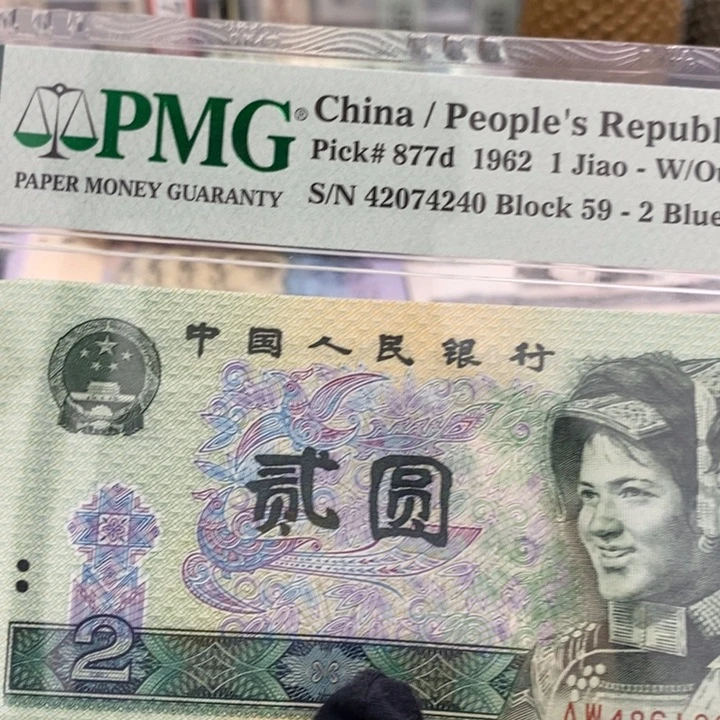 PMG® China / People's Republ
PAPER MONEY GUARANTY
Pick# 877d 1962 1 Jiao - W/O
S/N 42074240 Block 59 - 2 Blue
中国人民银行
贰圆
2